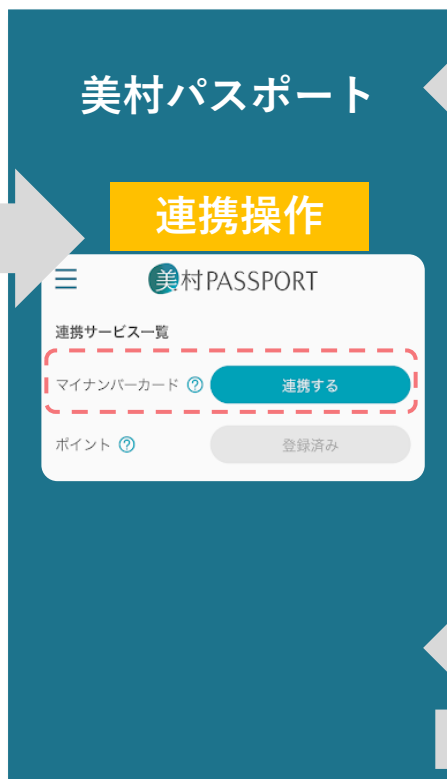 美村パスポート
連携操作
美村PASSPORT
連携サービス一覧
マイナンバーカード ? 連携する
ポイント ? 登録済み